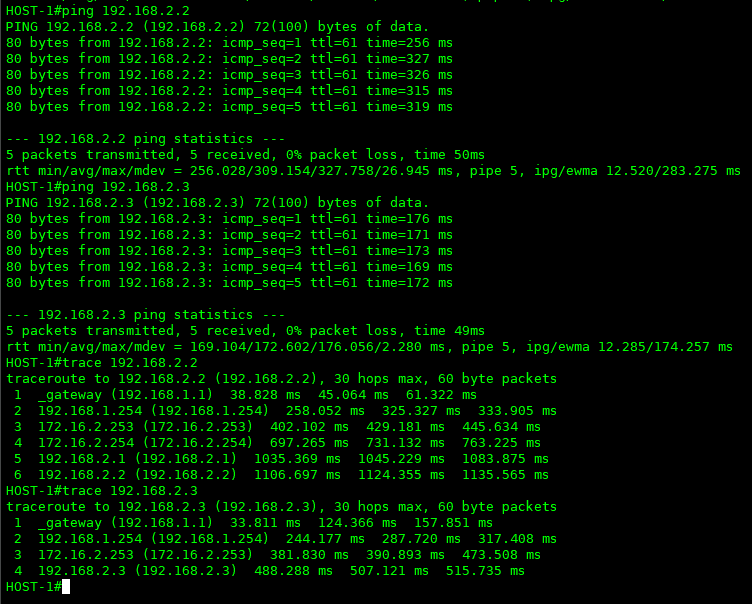 HOST-1#ping 192.168.2.2
PING 192.168.2.2 (192.168.2.2) 72(100) bytes of data.
80 bytes from 192.168.2.2: icmp_seq=1 ttl=61 time=256 ms
80 bytes from 192.168.2.2: icmp_seq=2 ttl=61 time=327 ms
80 bytes from 192.168.2.2: icmp_seq=3 ttl=61 time=326 ms
80 bytes from 192.168.2.2: icmp_seq=4 ttl=61 time=315 ms
80 bytes from 192.168.2.2: icmp_seq=5 ttl=61 time=319 ms

--- 192.168.2.2 ping statistics ---
5 packets transmitted, 5 received, 0% packet loss, time 50ms
rtt min/avg/max/mdev = 256.028/309.154/327.758/26.945 ms, pipe 5, ipg/ewma 12.520/283.275 ms
HOST-1#ping 192.168.2.3
PING 192.168.2.3 (192.168.2.3) 72(100) bytes of data.
80 bytes from 192.168.2.3: icmp_seq=1 ttl=61 time=176 ms
80 bytes from 192.168.2.3: icmp_seq=2 ttl=61 time=171 ms
80 bytes from 192.168.2.3: icmp_seq=3 ttl=61 time=173 ms
80 bytes from 192.168.2.3: icmp_seq=4 ttl=61 time=169 ms
80 bytes from 192.168.2.3: icmp_seq=5 ttl=61 time=172 ms

--- 192.168.2.3 ping statistics ---
5 packets transmitted, 5 received, 0% packet loss, time 49ms
rtt min/avg/max/mdev = 169.104/172.602/176.056/2.280 ms, pipe 5, ipg/ewma 12.285/174.257 ms
HOST-1#trace 192.168.2.2
traceroute to 192.168.2.2 (192.168.2.2), 30 hops max, 60 byte packets
 1  _gateway (192.168.1.1)  38.828 ms  45.064 ms  61.322 ms
 2  192.168.1.254 (192.168.1.254)  258.052 ms  325.327 ms  333.905 ms
 3  172.16.2.253 (172.16.2.253)  402.102 ms  429.181 ms  445.634 ms
 4  172.16.2.254 (172.16.2.254)  697.265 ms  731.132 ms  763.225 ms
 5  192.168.2.1 (192.168.2.1)  1035.369 ms  1045.229 ms  1083.875 ms
 6  192.168.2.2 (192.168.2.2)  1106.697 ms  1124.355 ms  1135.565 ms
HOST-1#trace 192.168.2.3
traceroute to 192.168.2.3 (192.168.2.3), 30 hops max, 60 byte packets
 1  _gateway (192.168.1.1)  33.811 ms  124.366 ms  157.851 ms
 2  192.168.1.254 (192.168.1.254)  244.177 ms  287.720 ms  317.408 ms
 3  172.16.2.253 (172.16.2.253)  381.830 ms  390.893 ms  473.508 ms
 4  192.168.2.3 (192.168.2.3)  488.288 ms  507.121 ms  515.735 ms
HOST-1#